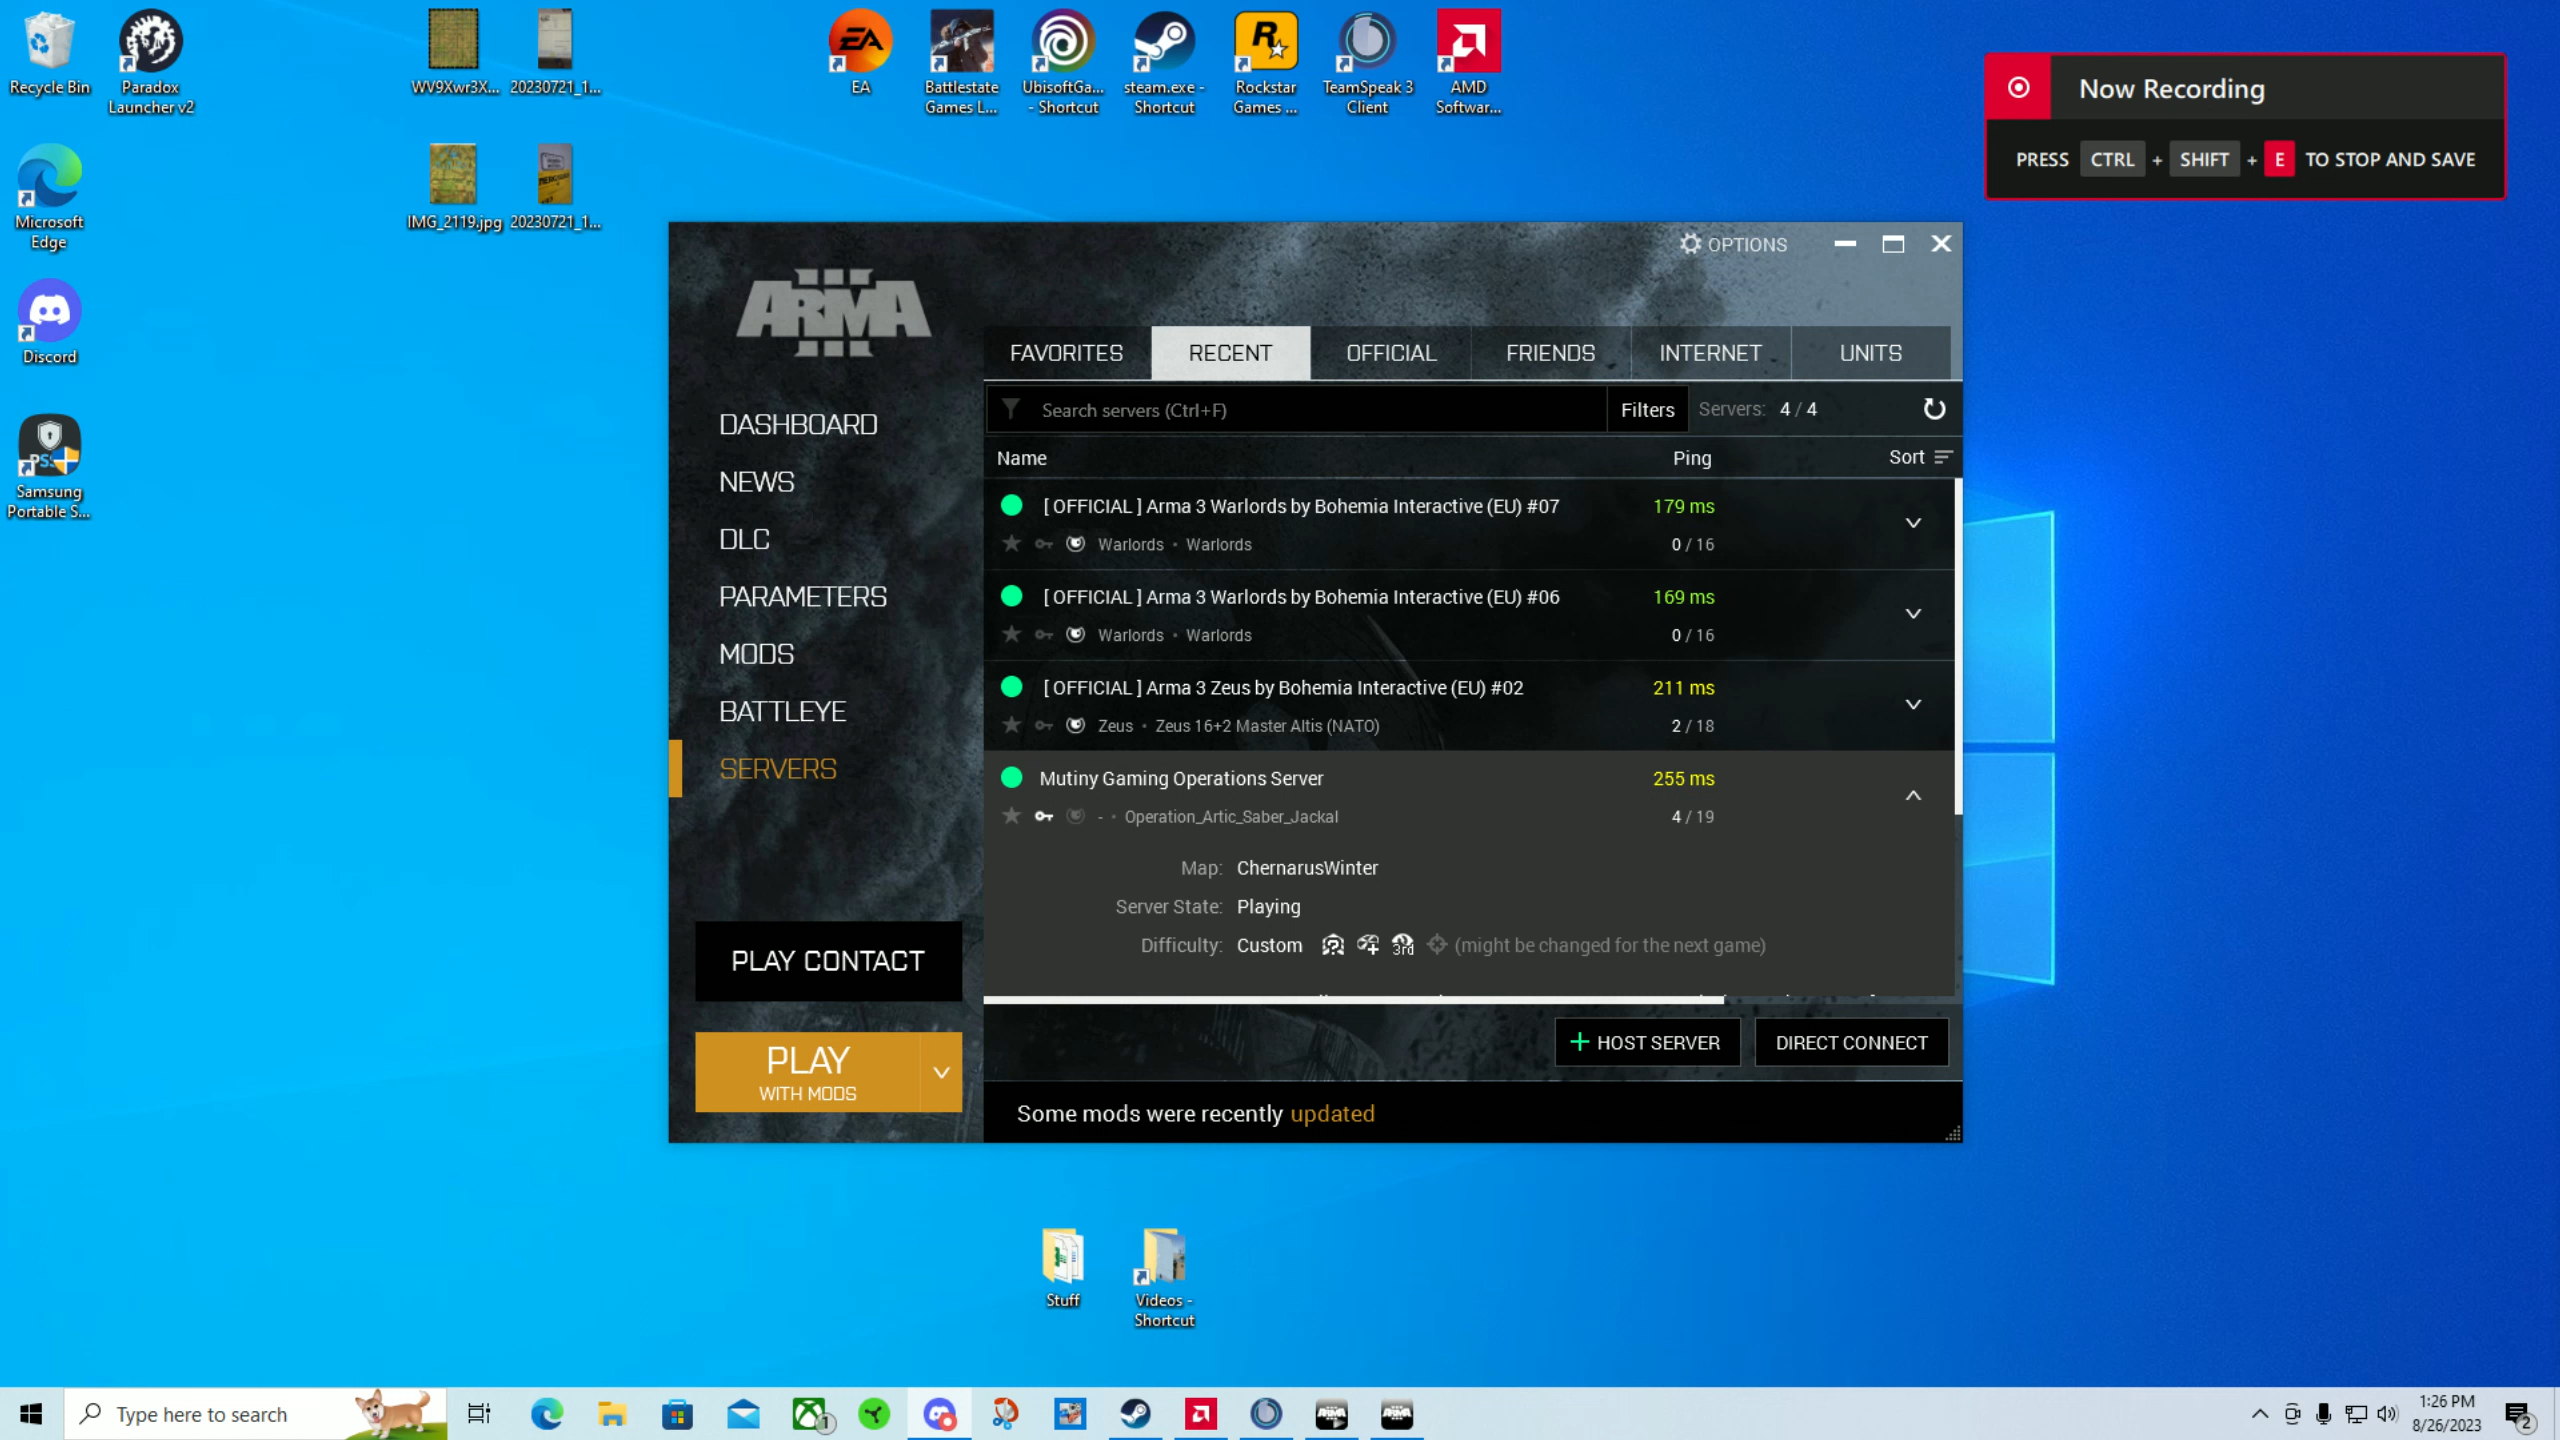 Recycle Bin
Paradox
Launcher v2
WV9Xwr3X...
20230721_1...
EA
Battlestate
Games L...
UbisoftGa...
- Shortcut
steam.exe -
Shortcut
Rockstar
Games ...
TeamSpeak 3
Client
AMD
Softwar...
Now Recording
PRESS CTRL + SHIFT + E TO STOP AND SAVE
Microsoft
Edge
IMG_2119.jpg
20230721_1...
Discord
Samsung
Portable S...
OPTIONS
ARMA
III
FAVORITES
RECENT
OFFICIAL
FRIENDS
INTERNET
UNITS
DASHBOARD
NEWS
DLC
PARAMETERS
MODS
BATTLEYE
SERVERS
PLAY CONTACT
PLAY
WITH MODS
Search servers (Ctrl+F)
Filters
Servers: 4 / 4
Name
Ping
Sort
[ OFFICIAL ] Arma 3 Warlords by Bohemia Interactive (EU) #07
179 ms
Warlords • Warlords
0 / 16
[ OFFICIAL ] Arma 3 Warlords by Bohemia Interactive (EU) #06
169 ms
Warlords • Warlords
0 / 16
[ OFFICIAL ] Arma 3 Zeus by Bohemia Interactive (EU) #02
211 ms
Zeus • Zeus 16+2 Master Altis (NATO)
2 / 18
Mutiny Gaming Operations Server
255 ms
- • Operation_Artic_Saber_Jackal
4 / 19
Map: ChernarusWinter
Server State: Playing
Difficulty: Custom 3rd (might be changed for the next game)
+ HOST SERVER
DIRECT CONNECT
Some mods were recently updated
Stuff
Videos -
Shortcut
Type here to search
1
1:26 PM
8/26/2023
2